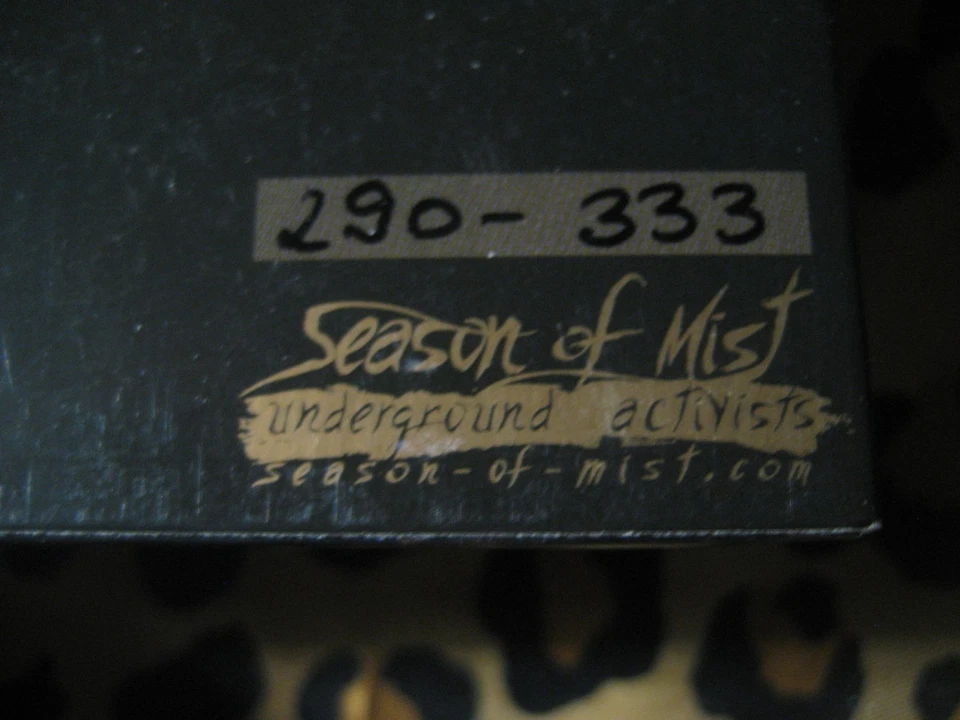 290 - 333
Season of Mist
underground activists
season-of-mist.com